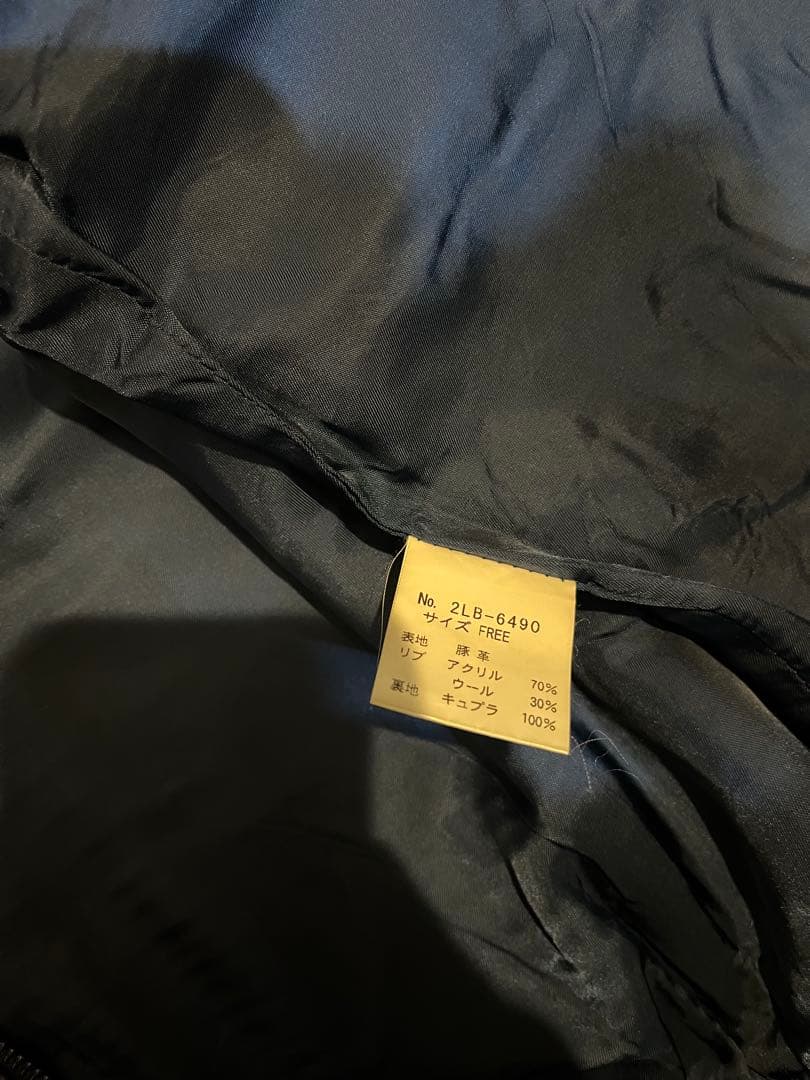 No. 2LB-6490
サイズ FREE
表地 豚革
リブ アクリル 70%
ウール 30%
裏地 キュプラ 100%